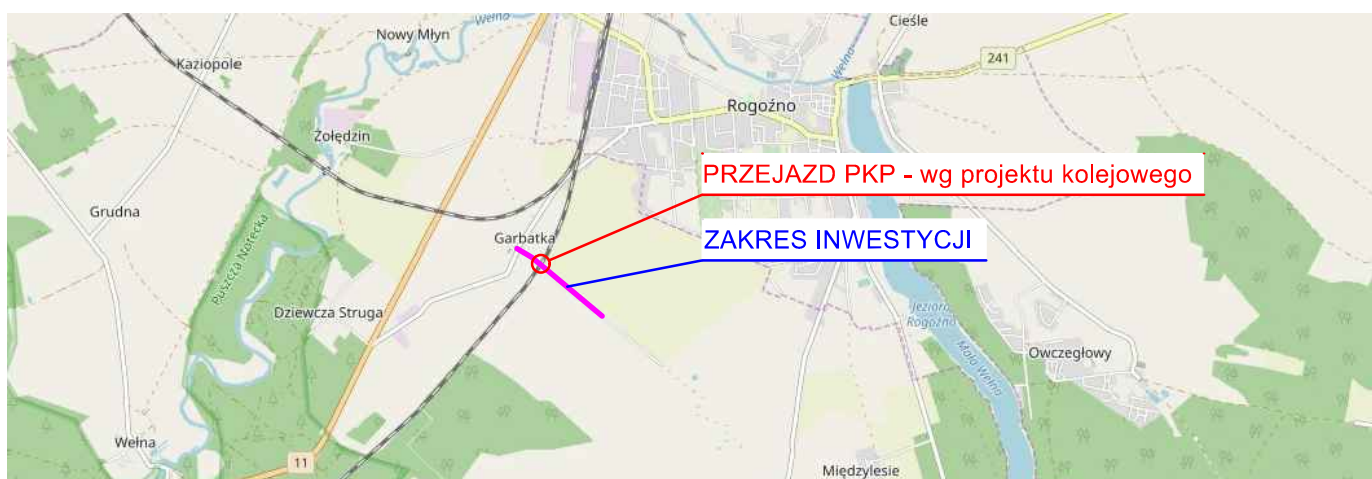 Cieśle
Wełna
Nowy Młyn
Wełna
241
Kaziopole
Rogoźno
Żołędzin
PRZEJAZD PKP - wg projektu kolejowego
Grudna
Puszcza Notecka
Garbatka
ZAKRES INWESTYCJI
Dziewcza Struga
Jezioro
Rogoźno
Mała Wełna
Owczegłowy
Wełna
11
Międzylesie